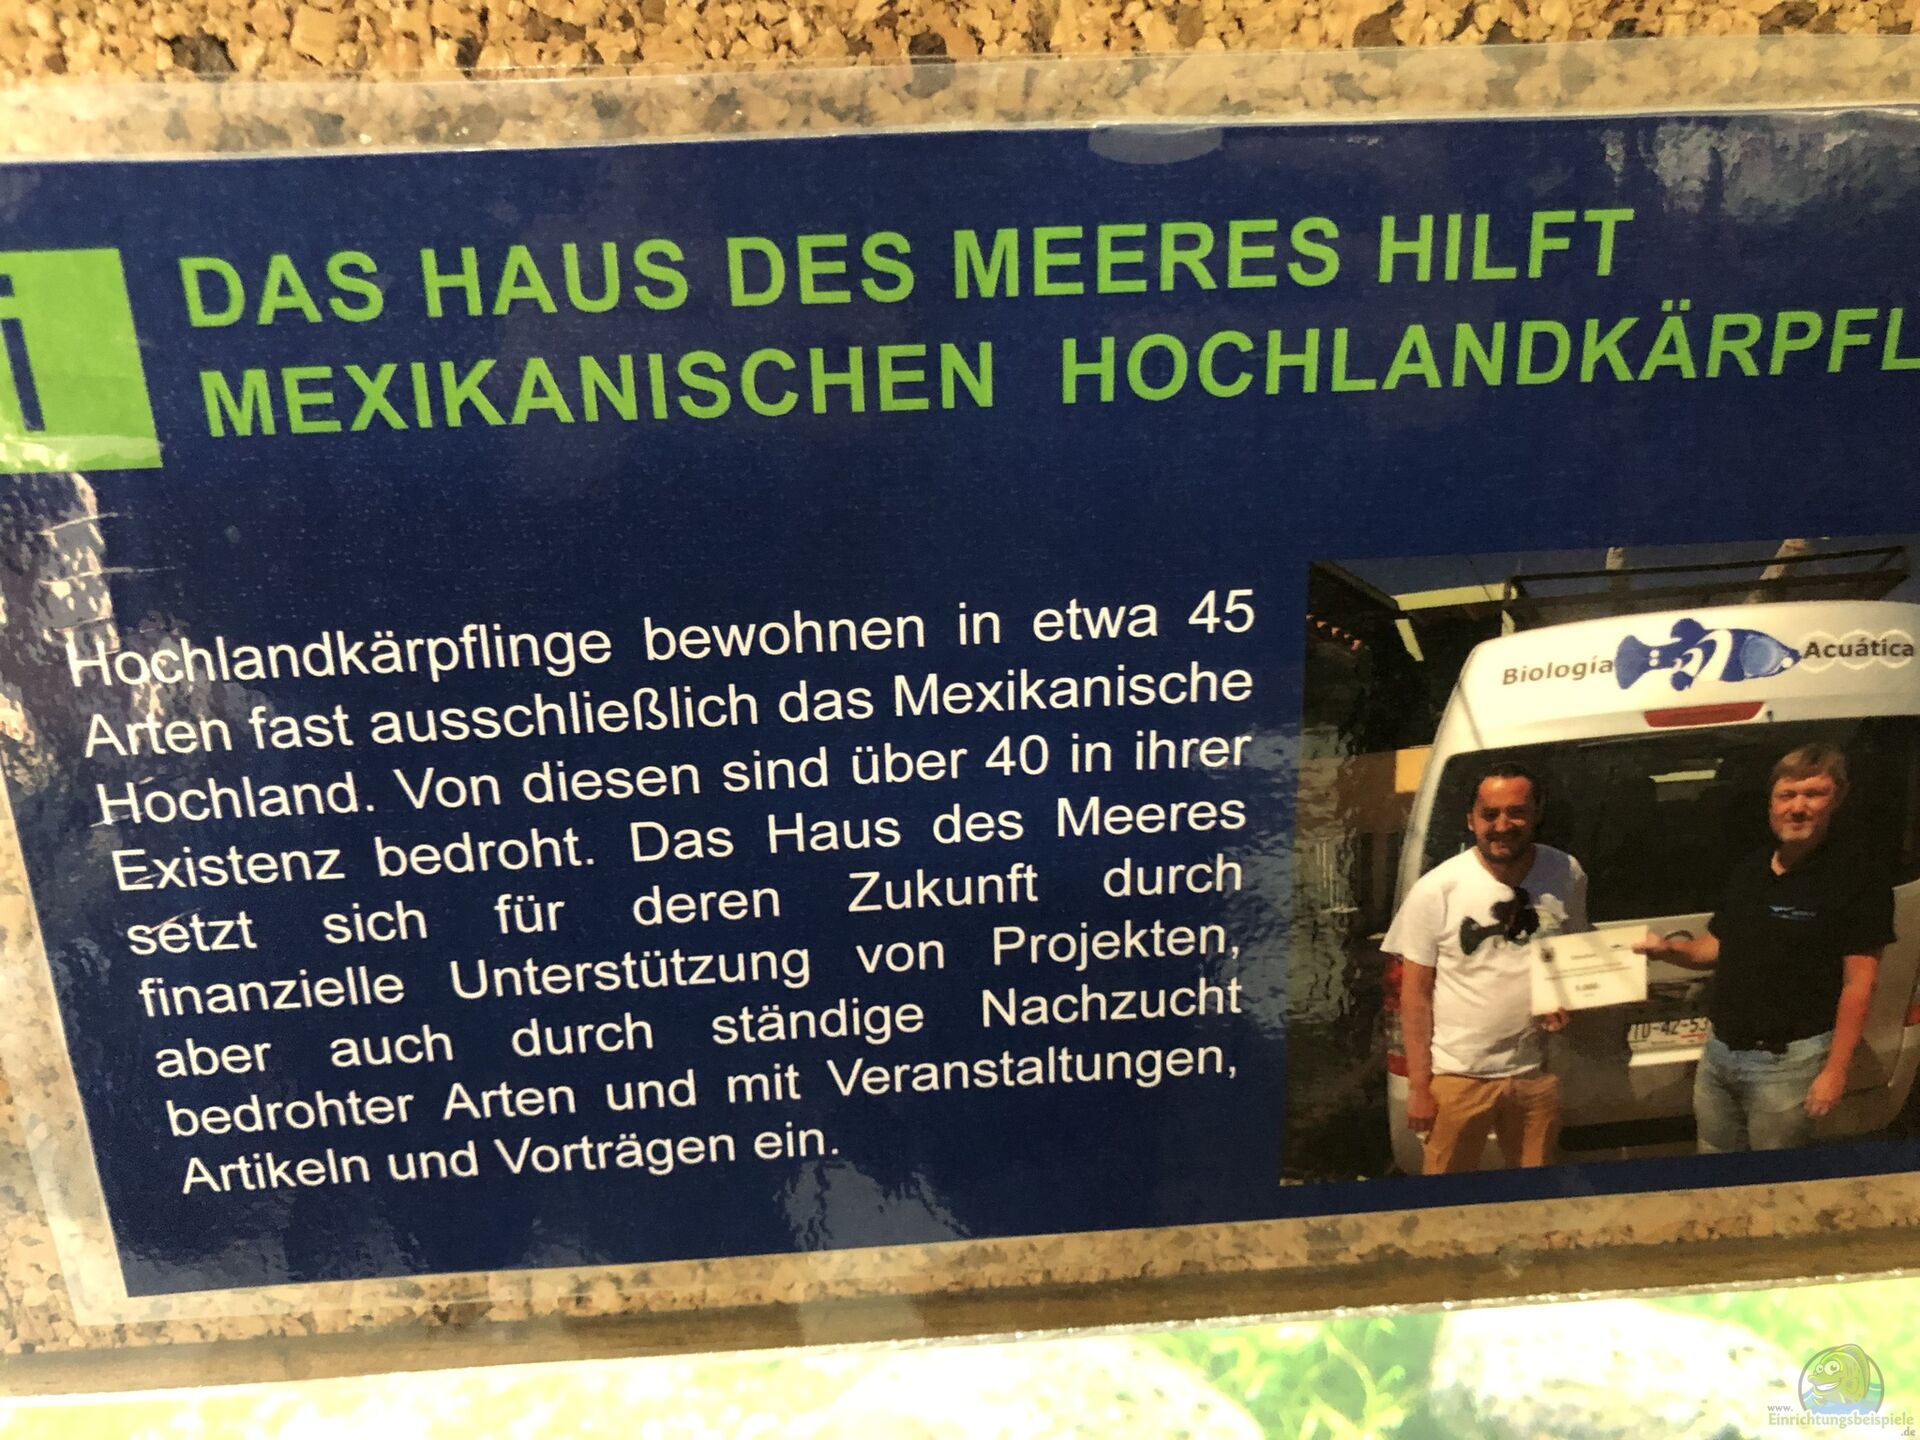 i
DAS HAUS DES MEERES HILFT
MEXIKANISCHEN HOCHLANDKÄRPFL
Hochlandkärpflinge bewohnen in etwa 45
Arten fast ausschließlich das Mexikanische
Hochland. Von diesen sind über 40 in ihrer
Existenz bedroht. Das Haus des Meeres
setzt sich für deren Zukunft durch
finanzielle Unterstützung von Projekten,
aber auch durch ständige Nachzucht
bedrohter Arten und mit Veranstaltungen,
Artikeln und Vorträgen ein.
Biología Acuática
www.
Einrichtungsbeispiele
.de